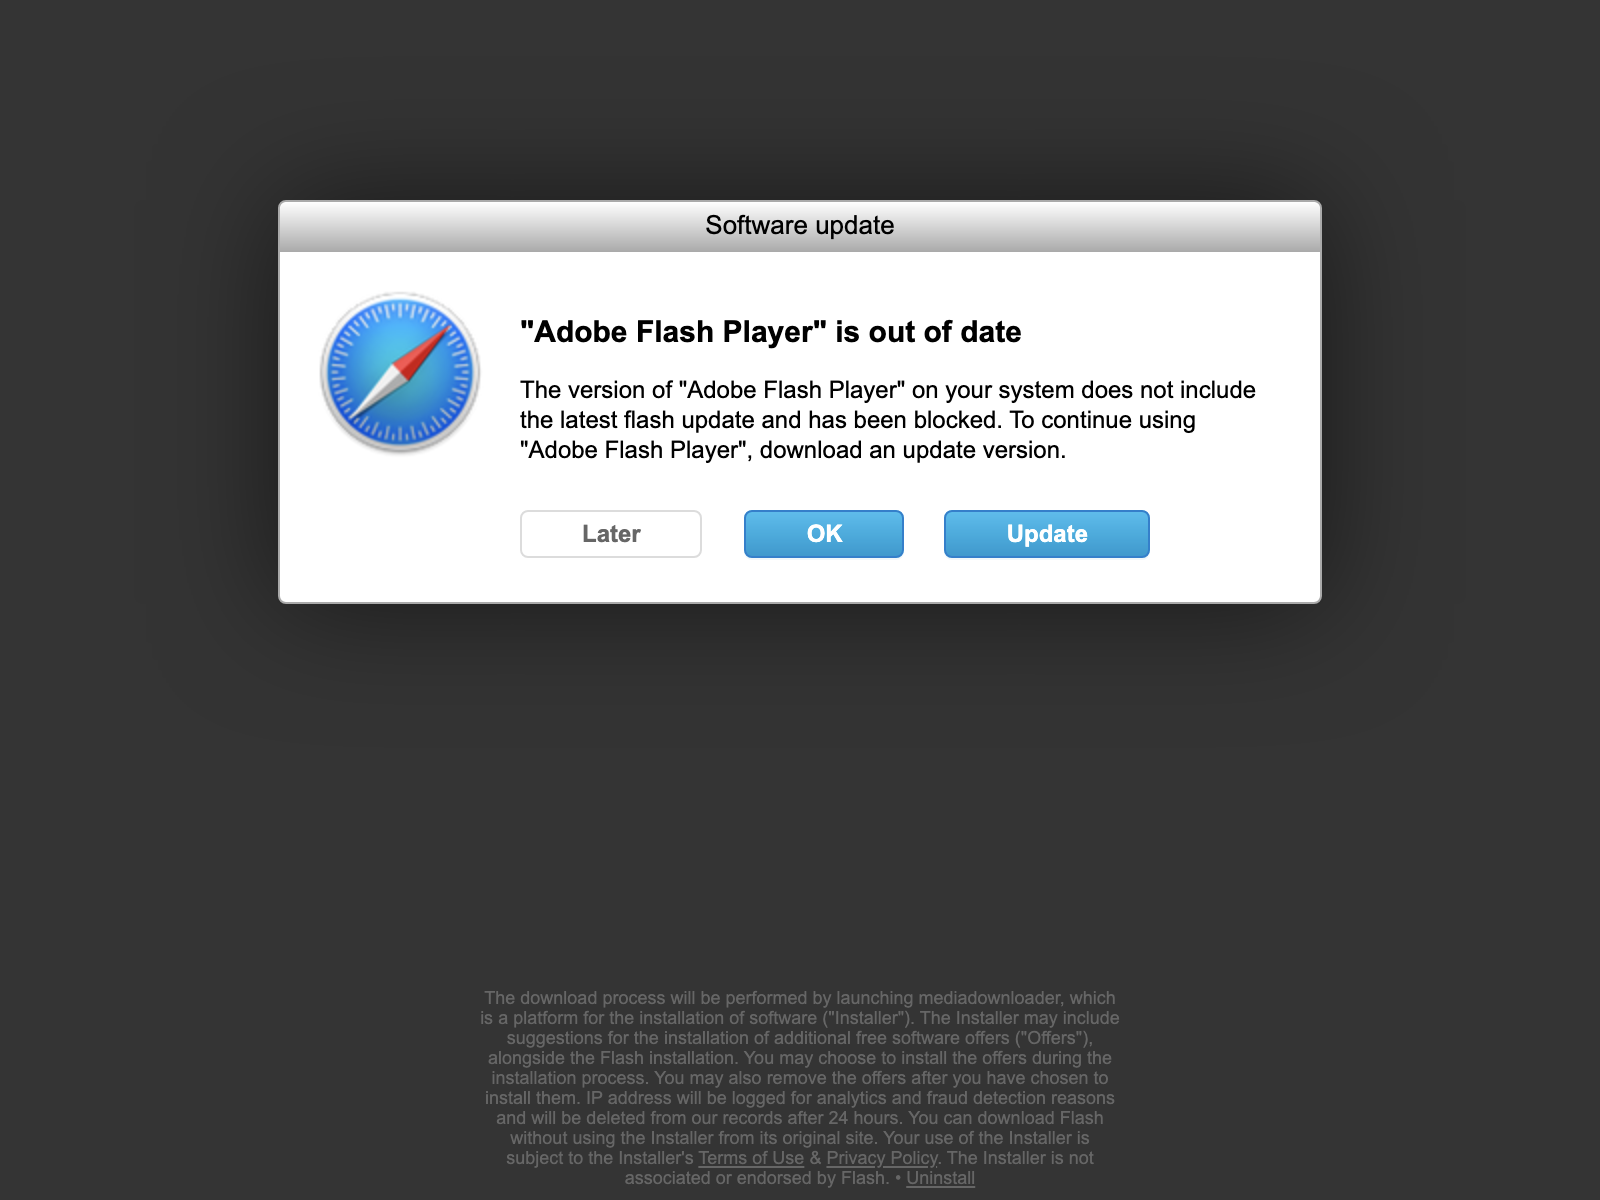 Software update
"Adobe Flash Player" is out of date
The version of "Adobe Flash Player" on your system does not include
the latest flash update and has been blocked. To continue using
"Adobe Flash Player", download an update version.
Later
OK
Update
The download process will be performed by launching mediadownloader, which
is a platform for the installation of software ("Installer"). The Installer may include
suggestions for the installation of additional free software offers ("Offers"),
alongside the Flash installation. You may choose to install the offers during the
installation process. You may also remove the offers after you have chosen to
install them. IP address will be logged for analytics and fraud detection reasons
and will be deleted from our records after 24 hours. You can download Flash
without using the Installer from its original site. Your use of the Installer is
subject to the Installer's Terms of Use & Privacy Policy. The Installer is not
associated or endorsed by Flash. • Uninstall